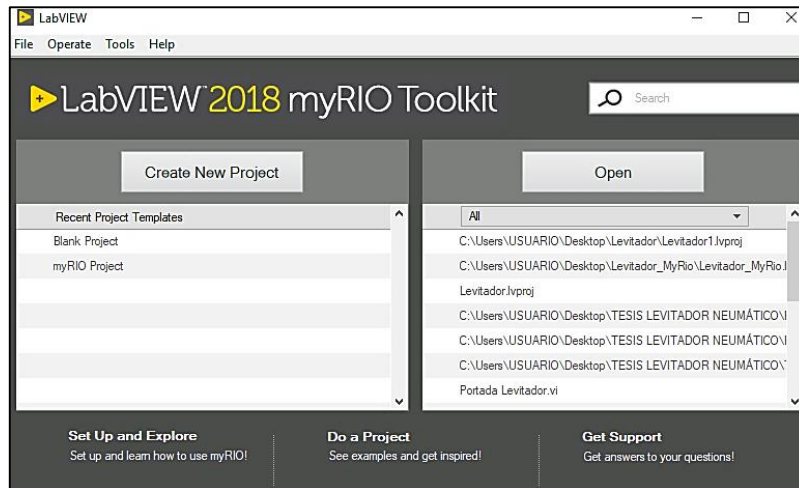 LabVIEW
File Operate Tools Help
LabVIEW™ 2018 myRIO Toolkit
Search
Create New Project
Open
Recent Project Templates
All
Blank Project
C:\Users\USUARIO\Desktop\Levitador\Levitador1.lvproj
myRIO Project
C:\Users\USUARIO\Desktop\Levitador_MyRio\Levitador_MyRio.l
Levitador.lvproj
C:\Users\USUARIO\Desktop\TESIS LEVITADOR NEUMÁTICO\
C:\Users\USUARIO\Desktop\TESIS LEVITADOR NEUMÁTICO\
C:\Users\USUARIO\Desktop\TESIS LEVITADOR NEUMÁTICO\
Portada Levitador.vi
Set Up and Explore
Set up and learn how to use myRIO!
Do a Project
See examples and get inspired!
Get Support
Get answers to your questions!